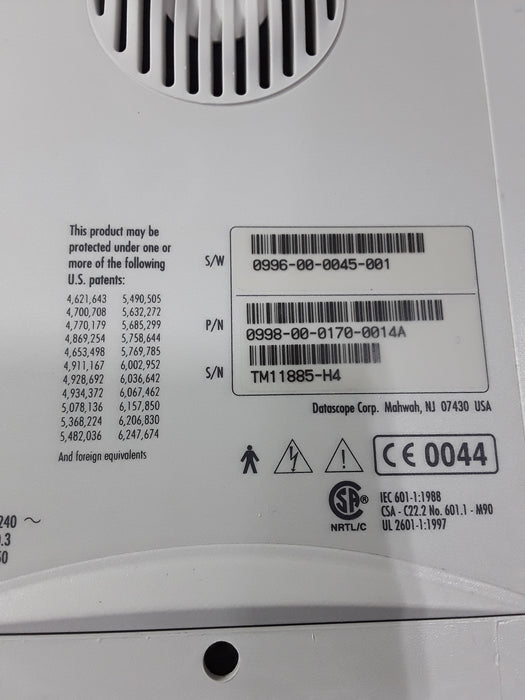 This product may be
protected under one or
more of the following
U.S. patents:
4,621,643 5,490,505
4,700,708 5,632,272
4,770,179 5,685,299
4,869,254 5,758,644
4,653,498 5,769,785
4,911,167 6,002,952
4,928,692 6,036,642
4,934,372 6,067,462
5,078,136 6,157,850
5,368,224 6,206,830
5,482,036 6,247,674
And foreign equivalents
S/W
0996-00-0045-001
P/N
0998-00-0170-0014A
S/N
TM11885-H4
Datascope Corp. Mahwah, NJ 07430 USA
CE 0044
SA ®
NRTL/C
IEC 601-1:1988
CSA - C22.2 No. 601.1 - M90
UL 2601-1:1997
240 ~
.3
60